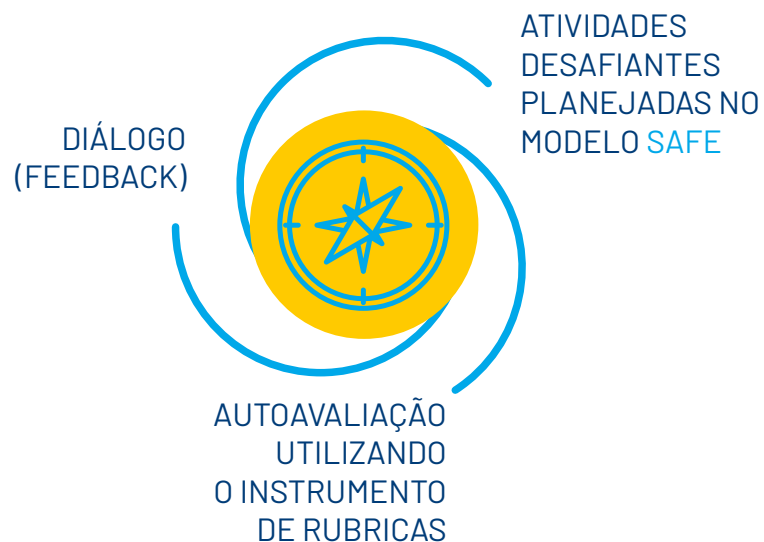 ATIVIDADES
DESAFIANTES
PLANEJADAS NO
MODELO SAFE
DIÁLOGO
(FEEDBACK)
AUTOAVALIAÇÃO
UTILIZANDO
O INSTRUMENTO
DE RUBRICAS